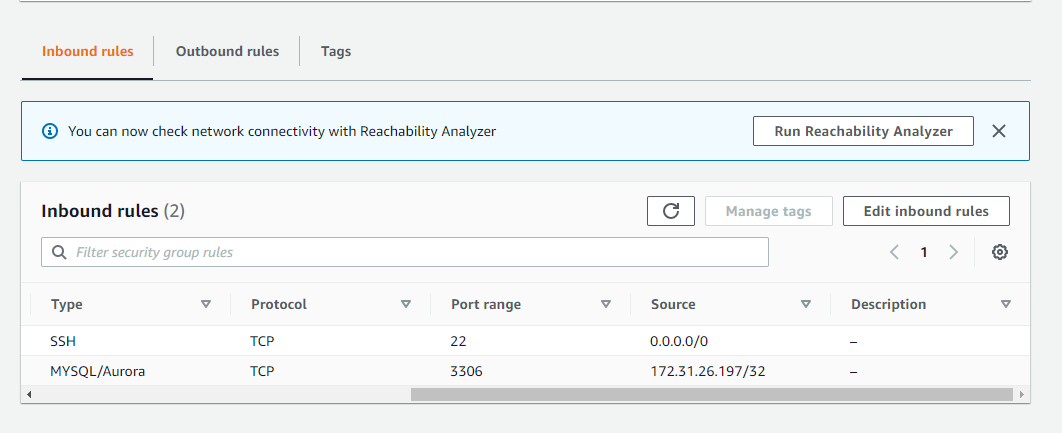 Inbound rules Outbound rules Tags
You can now check network connectivity with Reachability Analyzer Run Reachability Analyzer
Inbound rules (2) Manage tags Edit inbound rules
Filter security group rules 1
Type Protocol Port range Source Description
SSH TCP 22 0.0.0.0/0 –
MYSQL/Aurora TCP 3306 172.31.26.197/32 –